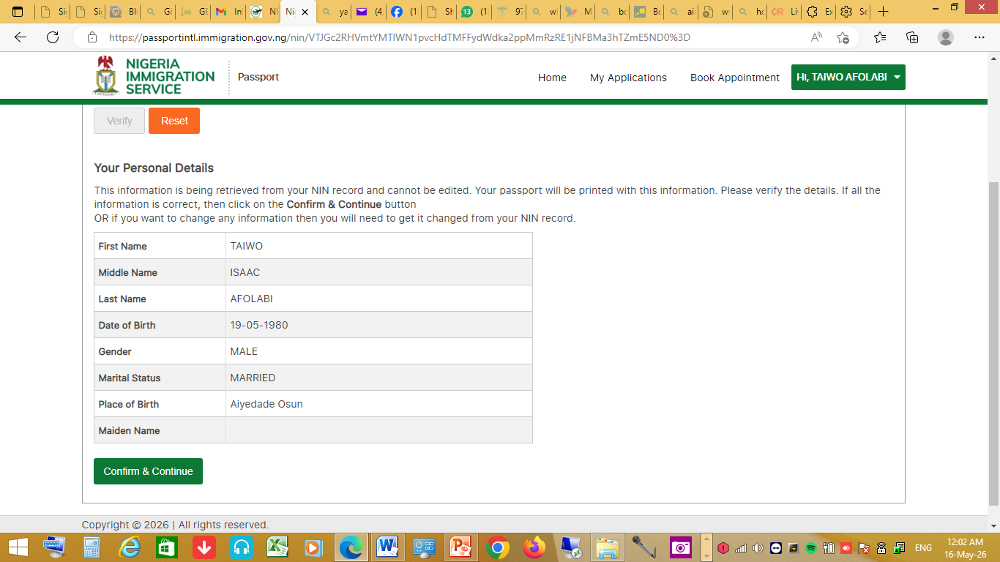 Si
Si
Bl
Gi
GE
In
NI
Ni
ya
(4
(1
Sh
13 (1
97
wl
M
bo
Bo
ai
w
ho
Li
Ex
Se
https://passportintl.immigration.gov.ng/nin/VTJGc2RHVmtYMTlWN1pvcHdTMFFydWdka2ppMmRzRE1jNFBMa3hTZmE5ND0%3D
NIGERIA
IMMIGRATION
SERVICE
Passport
Home My Applications Book Appointment HI, TAIWO AFOLABI
Verify Reset
Your Personal Details
This information is being retrieved from your NIN record and cannot be edited. Your passport will be printed with this information. Please verify the details. If all the
information is correct, then click on the Confirm & Continue button
OR if you want to change any information then you will need to get it changed from your NIN record.
First Name TAIWO
Middle Name ISAAC
Last Name AFOLABI
Date of Birth 19-05-1980
Gender MALE
Marital Status MARRIED
Place of Birth Aiyedade Osun
Maiden Name
Confirm & Continue
Copyright © 2026 | All rights reserved.
ENG
12:02 AM
16-May-26